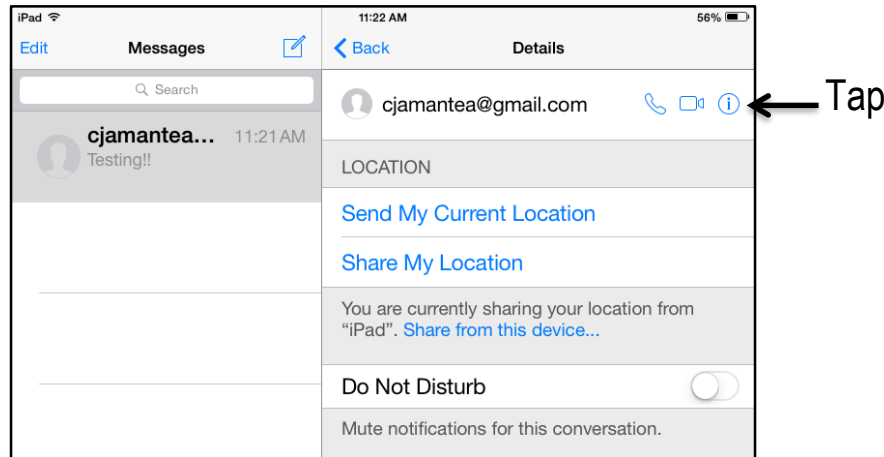 iPad 11:22 AM 56%
Edit Messages
Back Details
Search
cjamantea... 11:21 AM
Testing!!
cjamantea@gmail.com
Tap
LOCATION
Send My Current Location
Share My Location
You are currently sharing your location from
“iPad”. Share from this device...
Do Not Disturb
Mute notifications for this conversation.